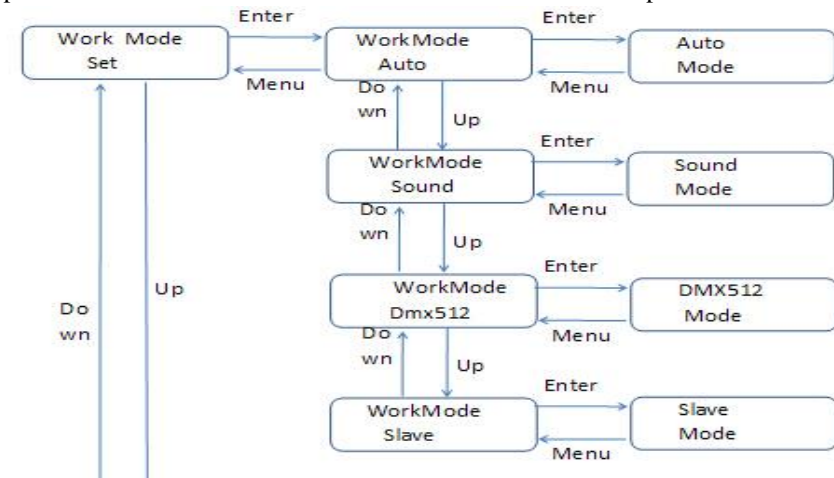 Enter
Enter
Work Mode
Set
WorkMode
Auto
Auto
Mode
Menu
Menu
Do
wn
Up
Enter
WorkMode
Sound
Sound
Mode
Menu
Do
wn
Up
Enter
WorkMode
Dmx512
DMX512
Mode
Menu
Do
wn
Up
Do
wn
Up
Enter
WorkMode
Slave
Slave
Mode
Menu